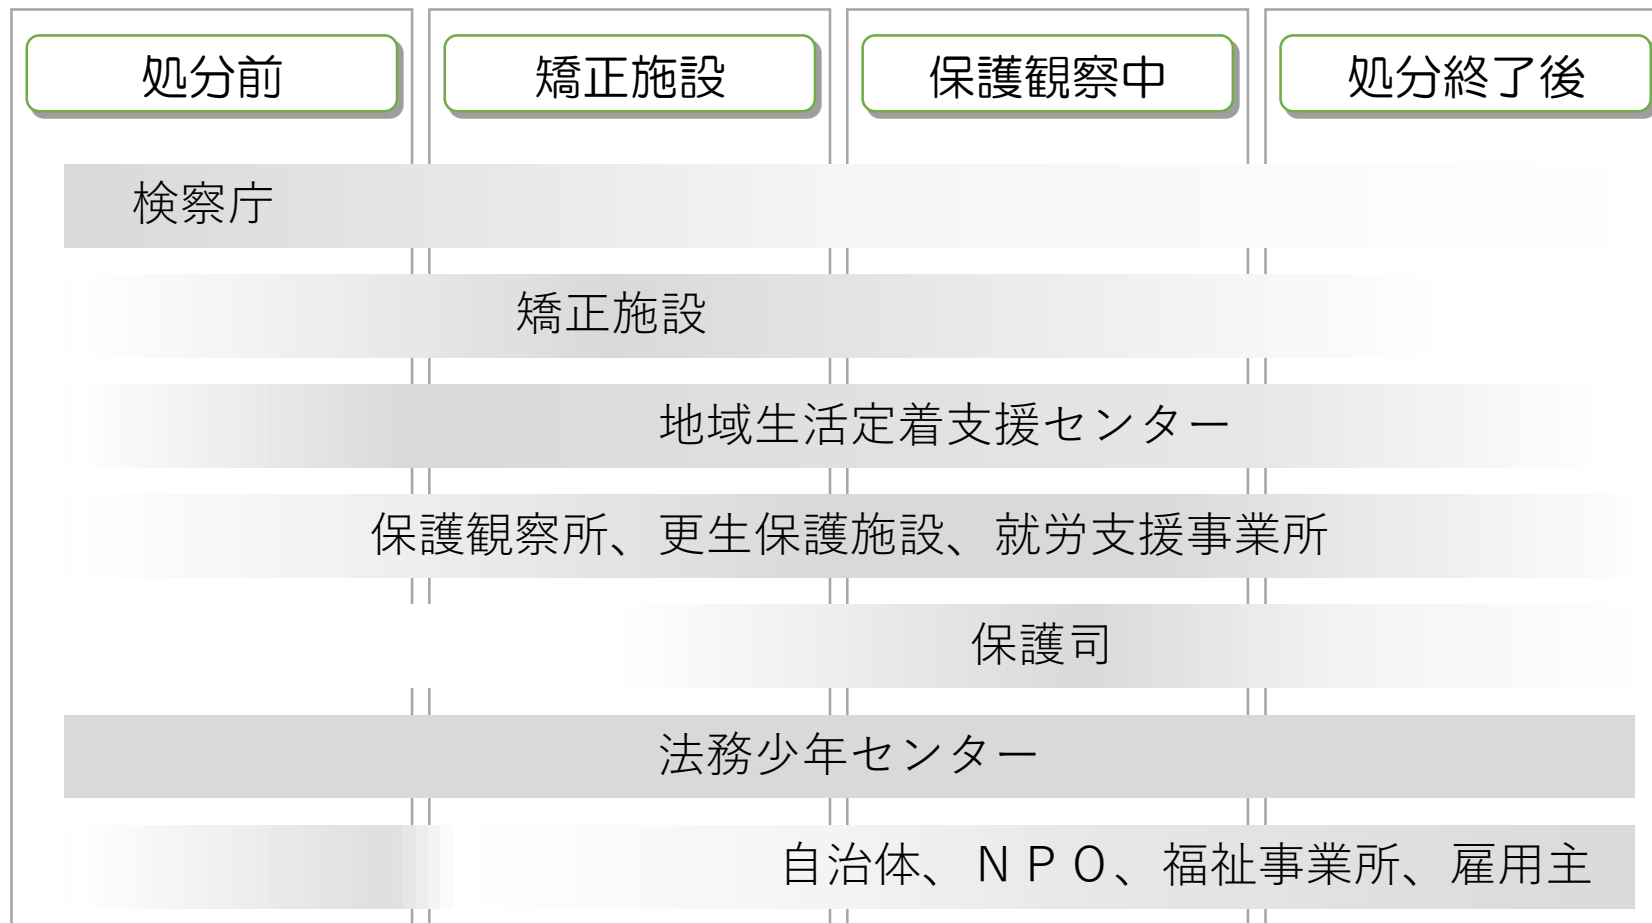 処分前
矯正施設
保護観察中
処分終了後
検察庁
矯正施設
地域生活定着支援センター
保護観察所、更生保護施設、就労支援事業所
保護司
法務少年センター
自治体、ＮＰＯ、福祉事業所、雇用主